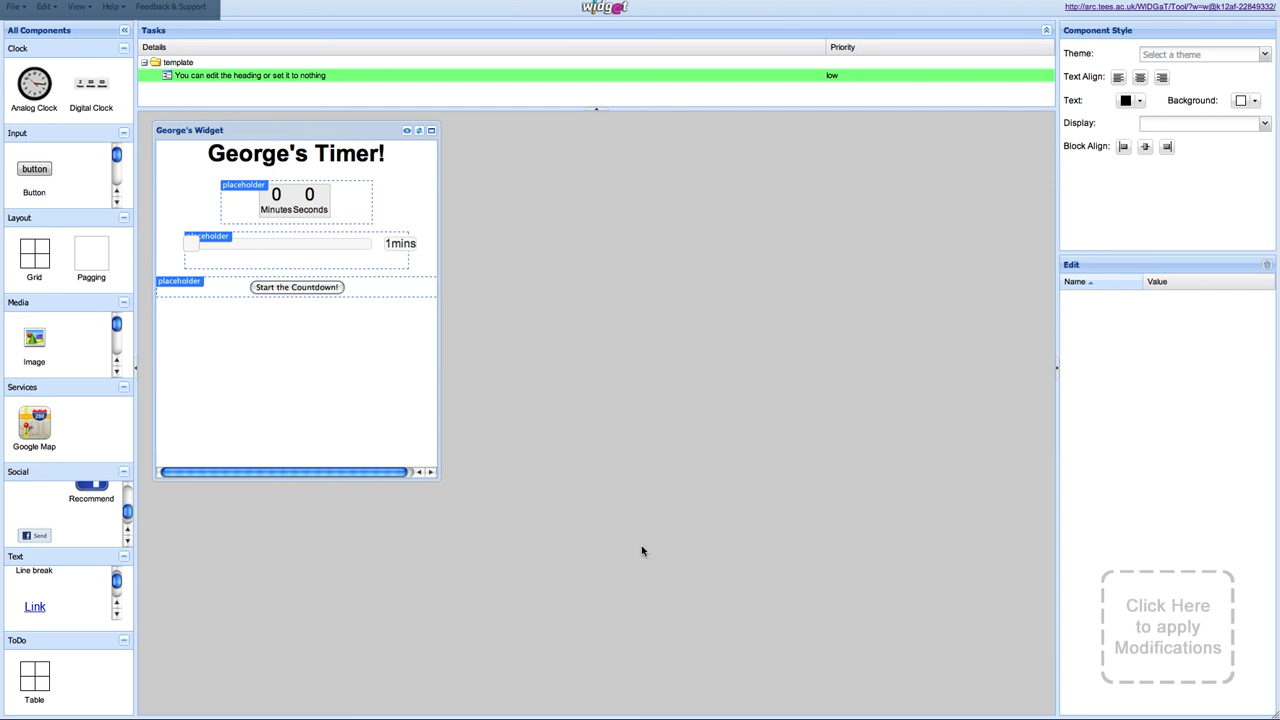 File Edit View Help Feedback & Support
widgat
http://arc.tees.ac.uk/WIDGaT/Tool/?w=w@k12af-22849332/
All Components
Clock
Analog Clock Digital Clock
Input
button
Button
Layout
Grid Pagging
Media
Image
Services
Google Map
Social
Recommend
Send
Text
Line break
Link
ToDo
Table
Tasks
Details Priority
template
You can edit the heading or set it to nothing low
George's Widget
George's Timer!
placeholder
0 0
Minutes Seconds
1mins
placeholder
Start the Countdown!
Component Style
Theme: Select a theme
Text Align:
Text: Background:
Display:
Block Align:
Edit
Name Value
Click Here
to apply
Modifications